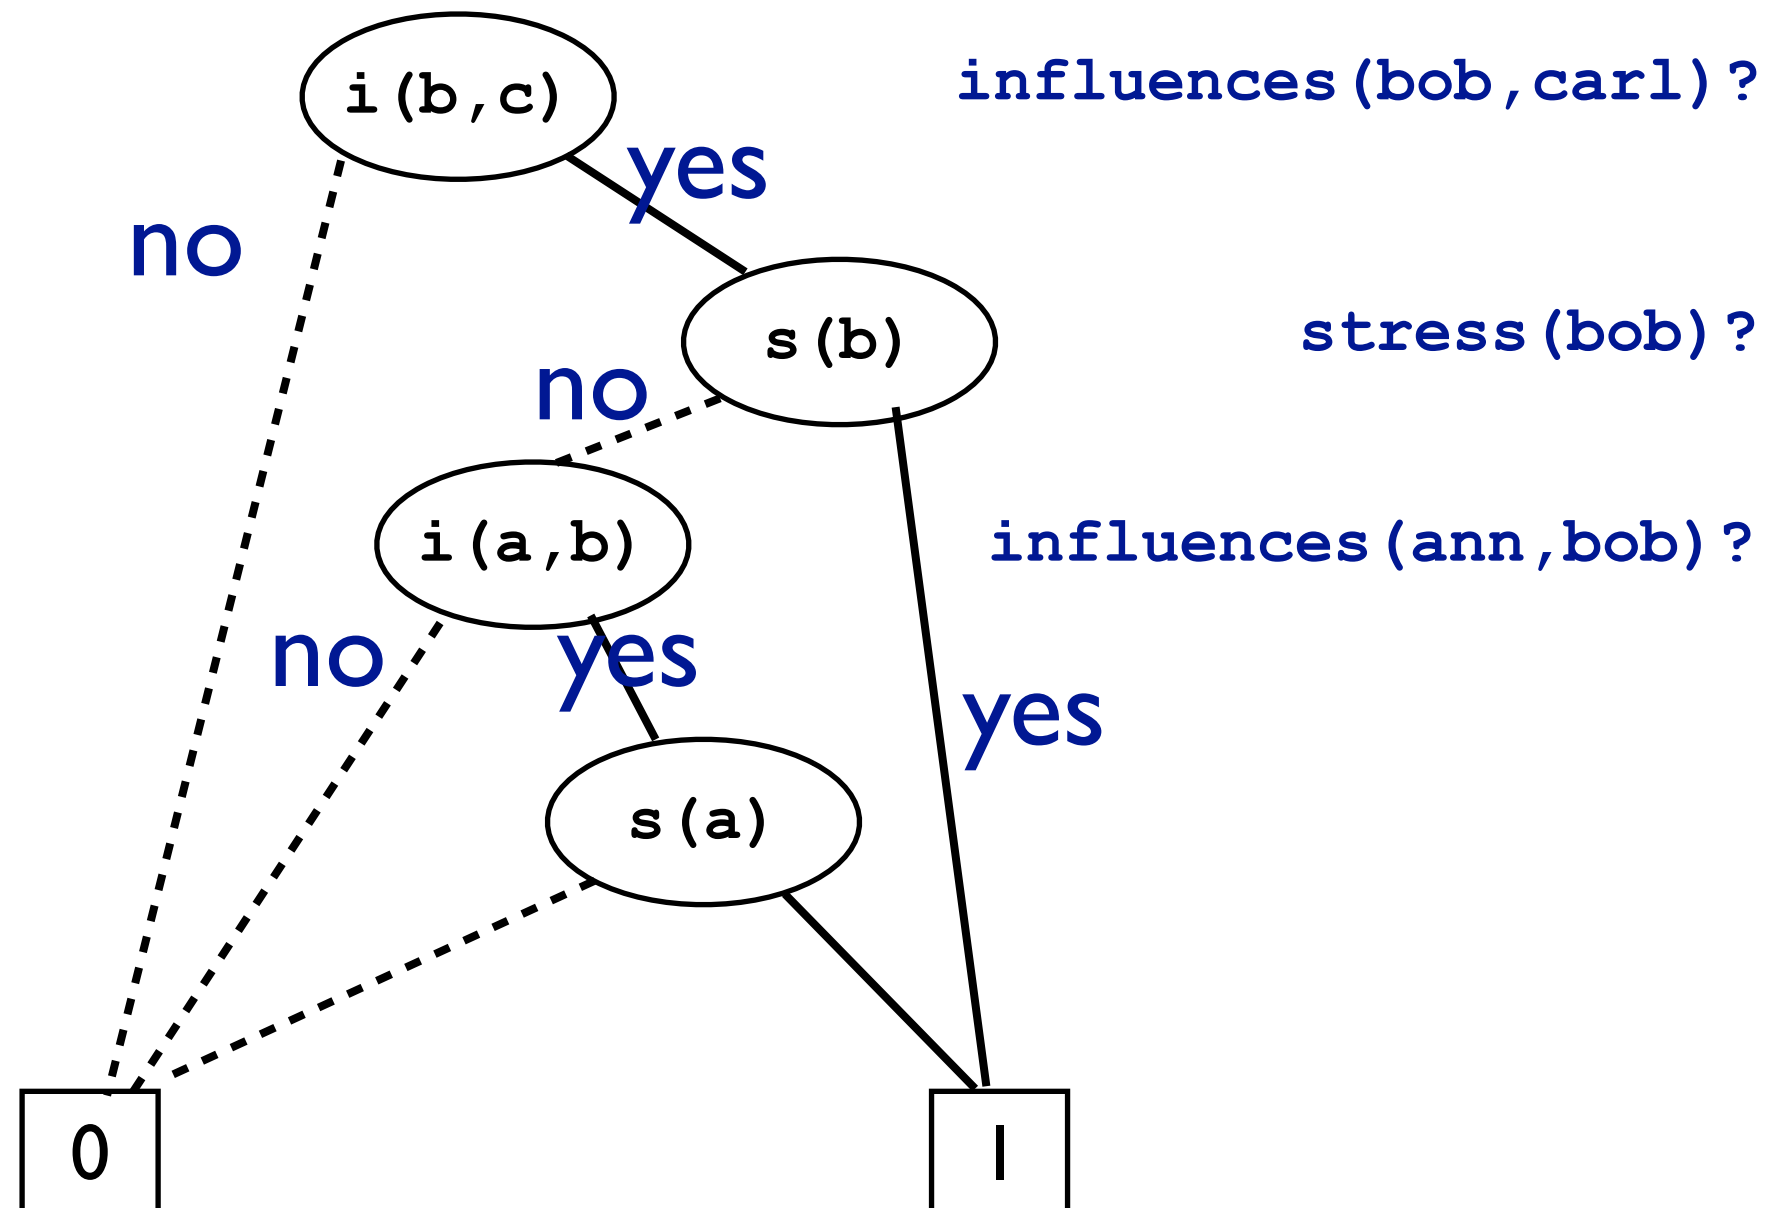 i(b,c)
influences(bob,carl)?
yes
no
s(b)
stress(bob)?
no
i(a,b)
influences(ann,bob)?
no
yes
yes
s(a)
0
1